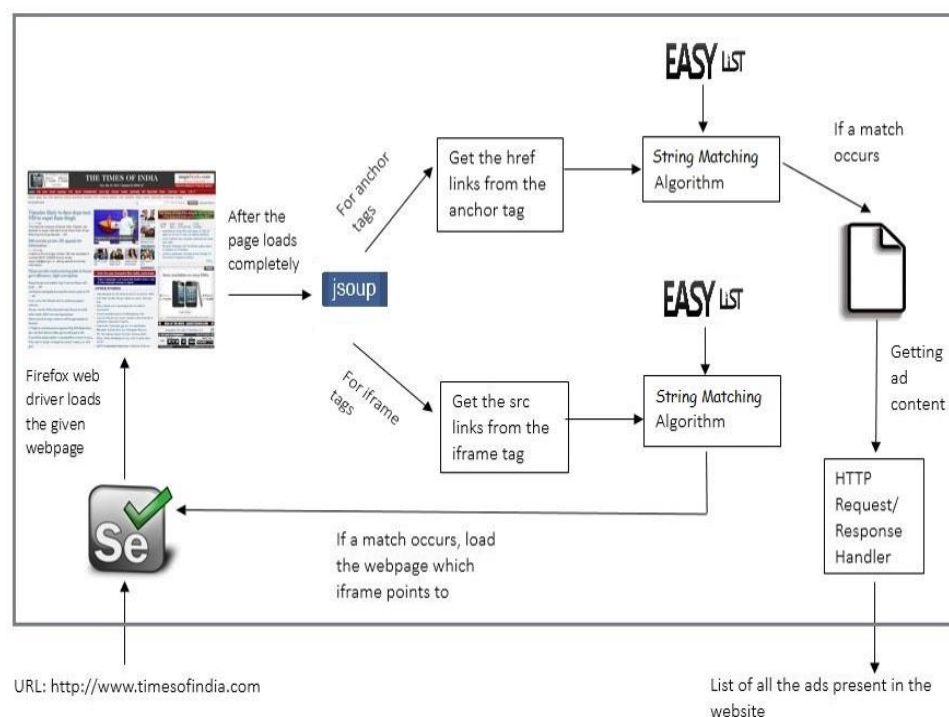 EASY LiST
If a match
occurs
For anchor
tags
Get the href
links from the
anchor tag
String Matching
Algorithm
THE TIMES OF INDIA
After the
page loads
completely
jsoup
EASY LiST
Getting
ad
content
Firefox web
driver loads
the given
webpage
For iframe
tags
Get the src
links from the
iframe tag
String Matching
Algorithm
HTTP
Request/
Response
Handler
Se
If a match occurs, load
the webpage which
iframe points to
URL: http://www.timesofindia.com
List of all the ads present in the
website